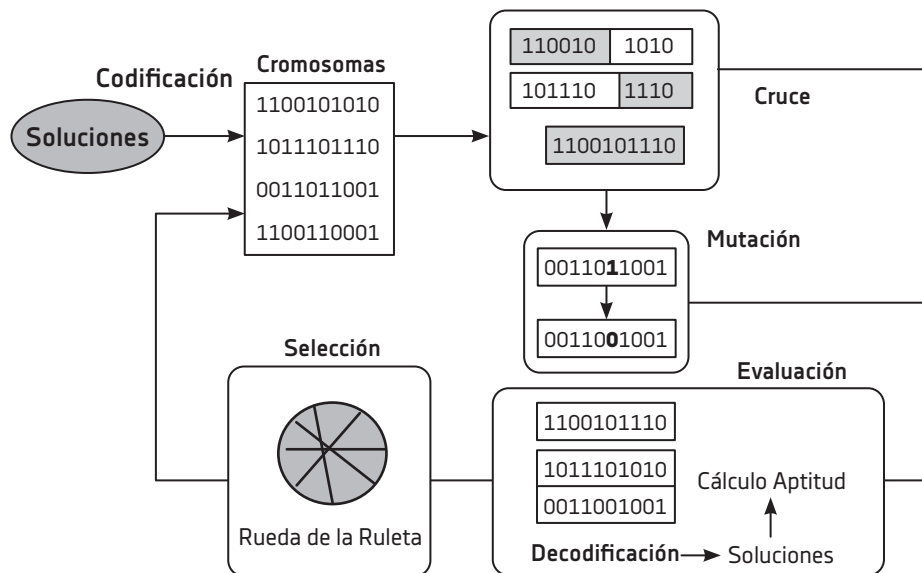 Codificación
Soluciones
Cromosomas
1100101010
1011101110
0011011001
1100110001
110010 1010
101110 1110
1100101110
Cruce
Mutación
0011011001
0011001001
Selección
Rueda de la Ruleta
Evaluación
1100101110
1011101010
0011001001
Cálculo Aptitud
Decodificación Soluciones